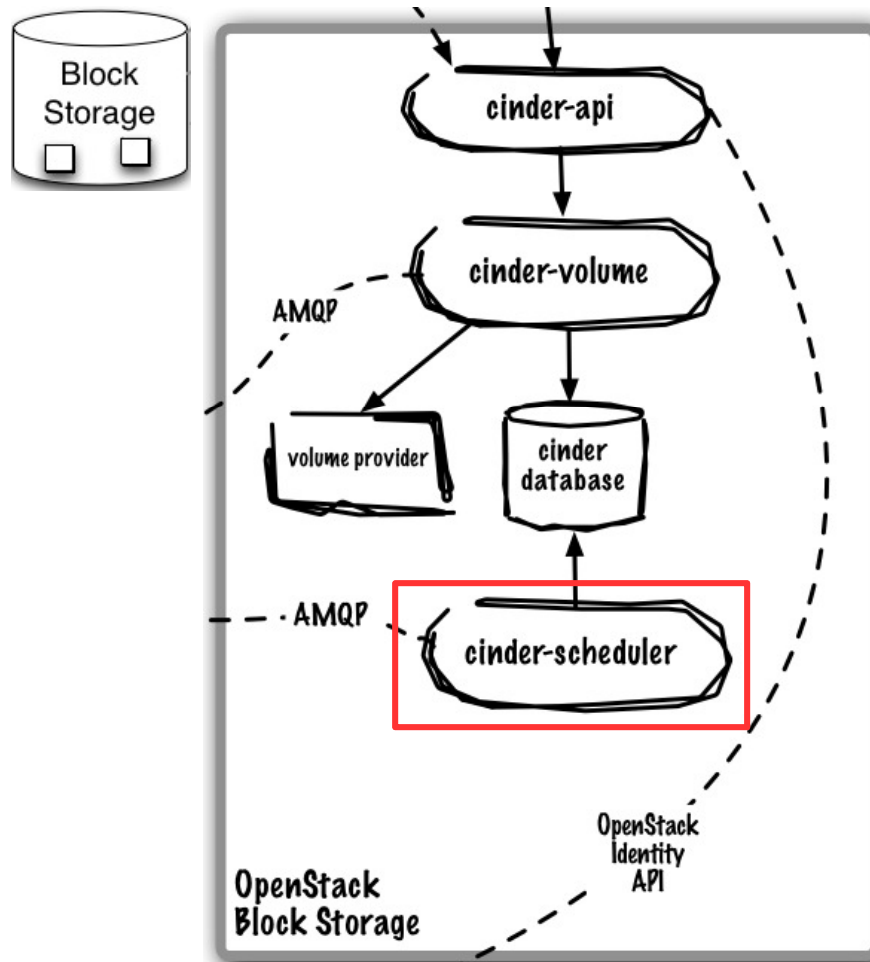 Block
Storage
cinder-api
cinder-volume
AMQP
volume provider
cinder
database
AMQP
cinder-scheduler
OpenStack
Identity
API
OpenStack
Block Storage